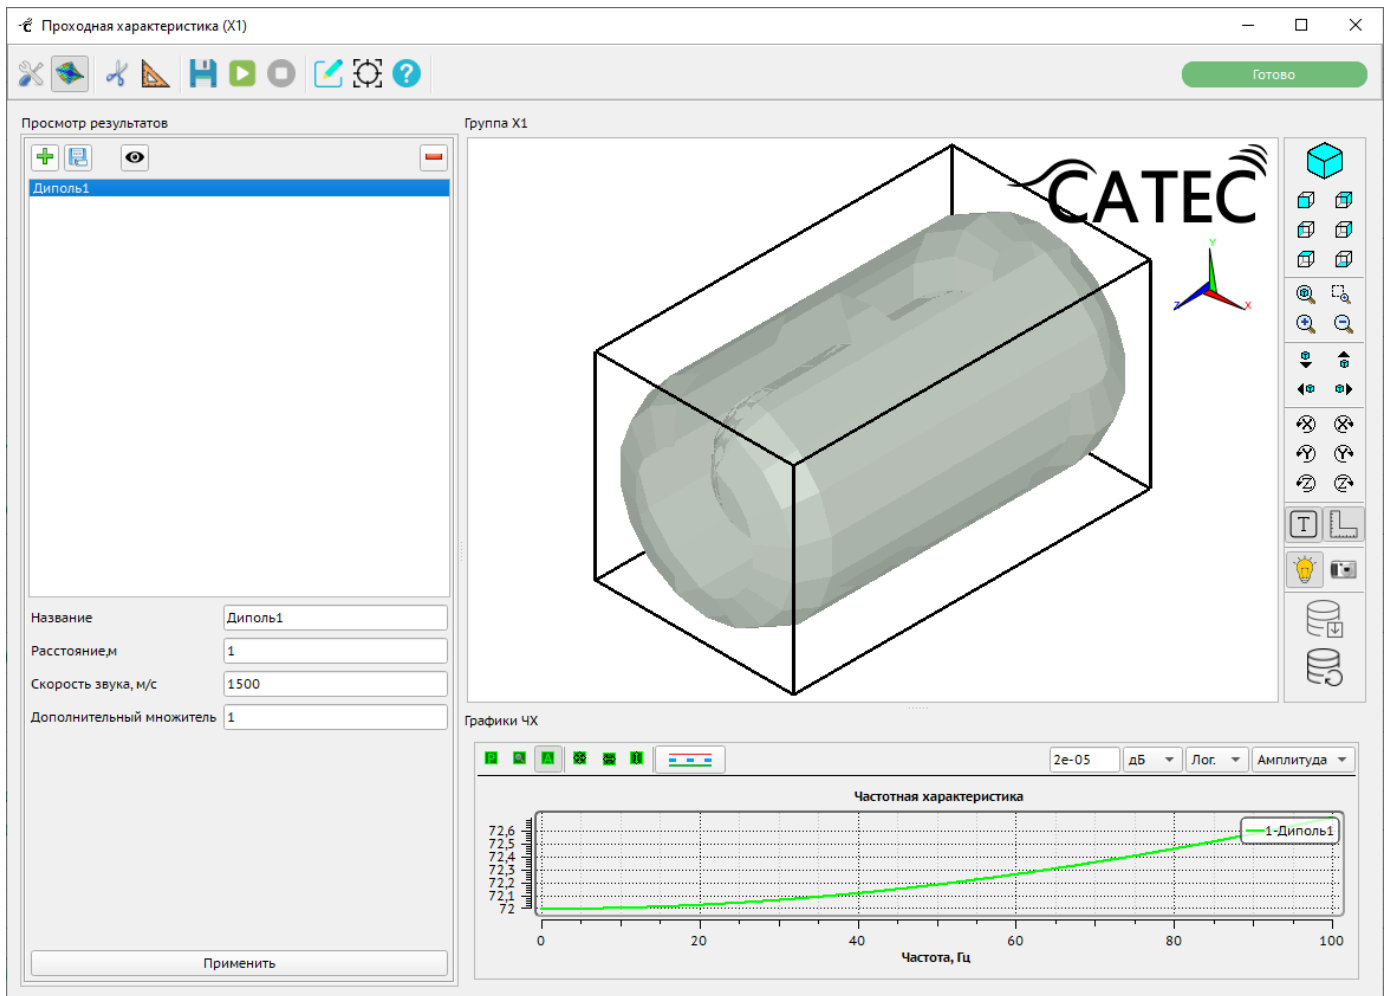 Проходная характеристика (X1)
Готово
Просмотр результатов
Группа X1
Диполь1
CATEC
Y
Z
X
X
X
Y
Y
Z
Z
T
Название
Диполь1
Расстояние,м
1
Скорость звука, м/с
1500
Дополнительный множитель
1
Применить
Графики ЧХ
P
A
2e-05
дБ
Лог.
Амплитуда
Частотная характеристика
1-Диполь1
72,6
72,5
72,4
72,3
72,2
72,1
72
0
20
40
60
80
100
Частота, Гц